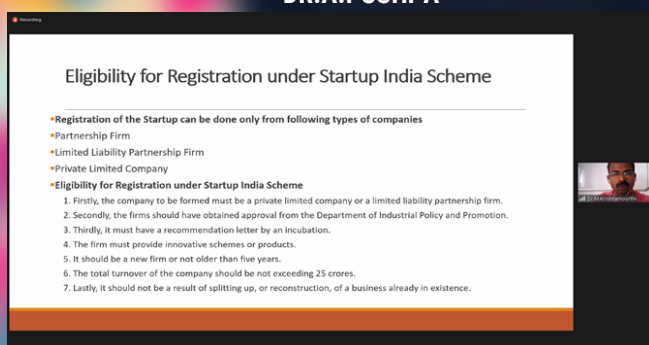 Recording
Eligibility for Registration under Startup India Scheme
Registration of the Startup can be done only from following types of companies
Partnership Firm
Limited Liability Partnership Firm
Private Limited Company
Eligibility for Registration under Startup India Scheme
1. Firstly, the company to be formed must be a private limited company or a limited liability partnership firm.
2. Secondly, the firms should have obtained approval from the Department of Industrial Policy and Promotion.
3. Thirdly, it must have a recommendation letter by an incubation.
4. The firm must provide innovative schemes or products.
5. It should be a new firm or not older than five years.
6. The total turnover of the company should be not exceeding 25 crores.
7. Lastly, it should not be a result of splitting up, or reconstruction, of a business already in existence.